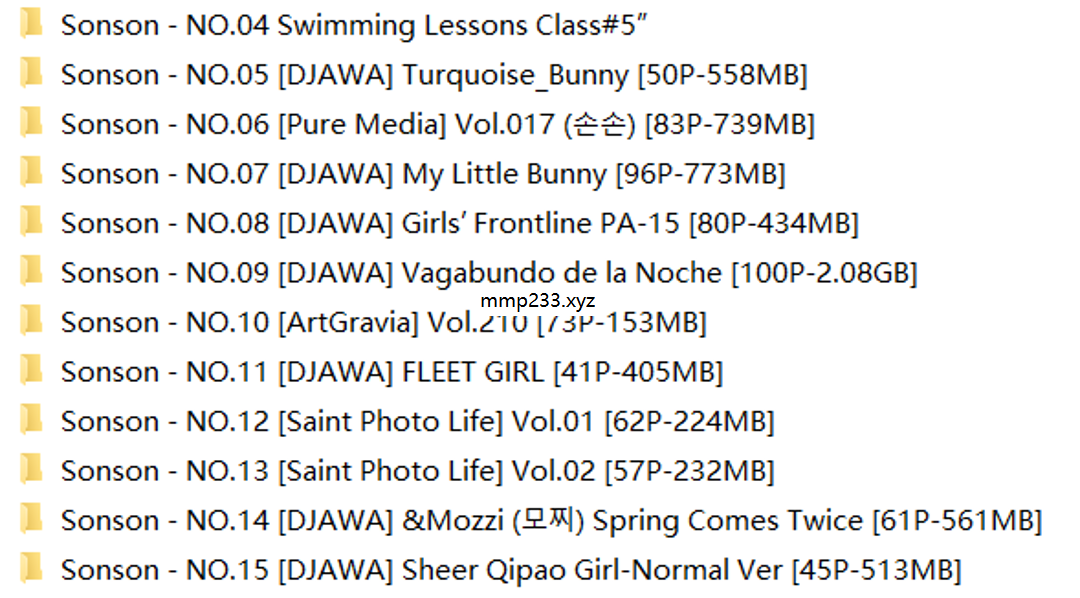 Sonson - NO.04 Swimming Lessons Class#5”
Sonson - NO.05 [DJAWA] Turquoise_Bunny [50P-558MB]
Sonson - NO.06 [Pure Media] Vol.017 (손손) [83P-739MB]
Sonson - NO.07 [DJAWA] My Little Bunny [96P-773MB]
Sonson - NO.08 [DJAWA] Girls’ Frontline PA-15 [80P-434MB]
Sonson - NO.09 [DJAWA] Vagabundo de la Noche [100P-2.08GB]
mmp233.xyz
Sonson - NO.10 [ArtGravia] Vol.210 [73P-153MB]
Sonson - NO.11 [DJAWA] FLEET GIRL [41P-405MB]
Sonson - NO.12 [Saint Photo Life] Vol.01 [62P-224MB]
Sonson - NO.13 [Saint Photo Life] Vol.02 [57P-232MB]
Sonson - NO.14 [DJAWA] &Mozzi (모찌) Spring Comes Twice [61P-561MB]
Sonson - NO.15 [DJAWA] Sheer Qipao Girl-Normal Ver [45P-513MB]